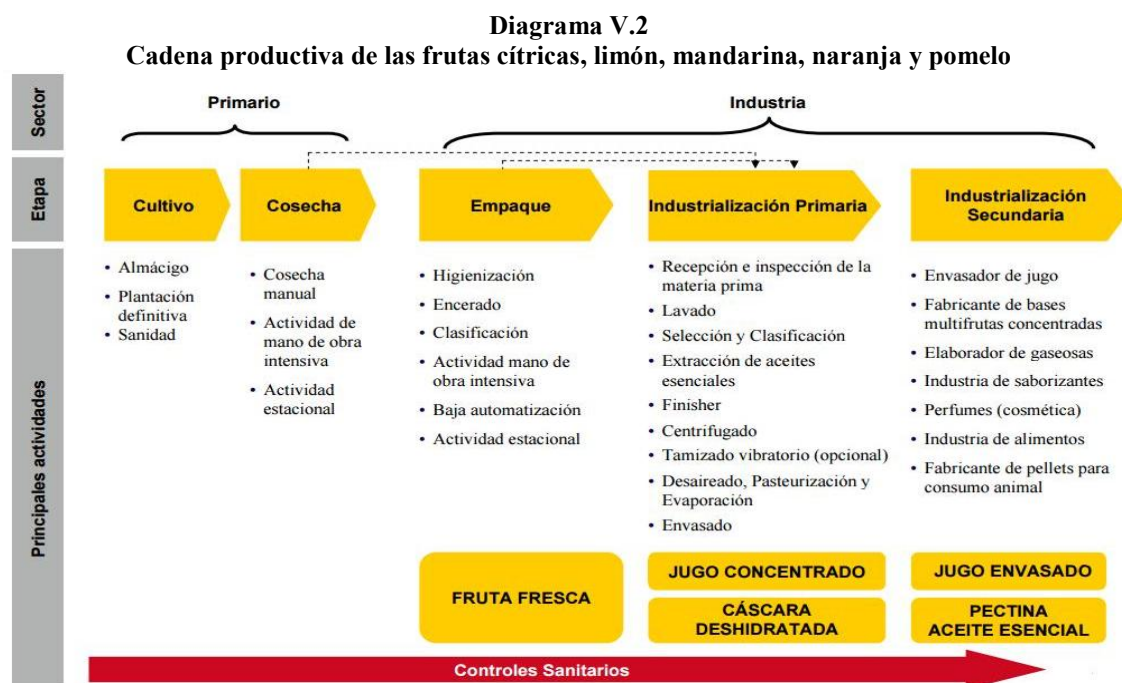 Diagrama V.2
Cadena productiva de las frutas cítricas, limón, mandarina, naranja y pomelo
Sector
Primario
Industria
Etapa
Cultivo
Cosecha
Empaque
Industrialización Primaria
Industrialización
Secundaria
Principales actividades
• Almácigo
• Plantación
definitiva
• Sanidad
• Cosecha
manual
• Actividad de
mano de obra
intensiva
• Actividad
estacional
• Higienización
• Encerado
• Clasificación
• Actividad mano de
obra intensiva
• Baja automatización
• Actividad estacional
• Recepción e inspección de la
materia prima
• Lavado
• Selección y Clasificación
• Extracción de aceites
esenciales
• Finisher
• Centrifugado
• Tamizado vibratorio (opcional)
• Desaireado, Pasteurización y
Evaporación
• Envasado
• Envasador de jugo
• Fabricante de bases
multifrutas concentradas
• Elaborador de gaseosas
• Industria de saborizantes
• Perfumes (cosmética)
• Industria de alimentos
• Fabricante de pellets para
consumo animal
FRUTA FRESCA
JUGO CONCENTRADO
CÁSCARA
DESHIDRATADA
JUGO ENVASADO
PECTINA
ACEITE ESENCIAL
Controles Sanitarios